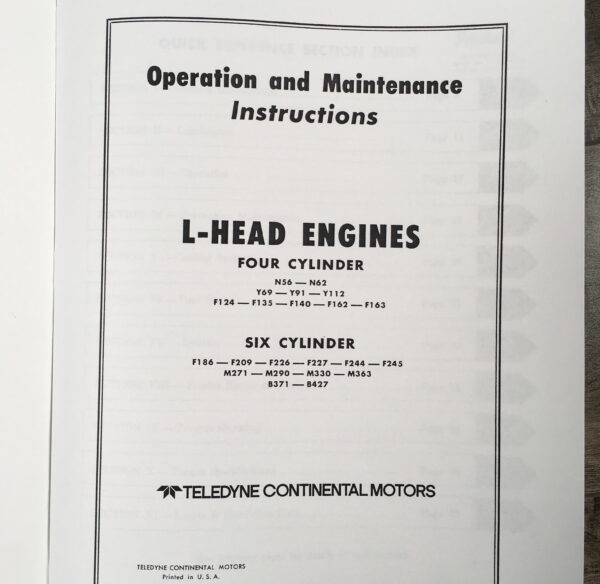 Operation and Maintenance
Instructions
L-HEAD ENGINES
FOUR CYLINDER
N56 — N62
Y69 — Y91 — Y112
F124 — F135 — F140 — F162 — F163
SIX CYLINDER
F186 — F209 — F226 — F227 — F244 — F245
M271 — M290 — M330 — M363
B371 — B427
TELEDYNE CONTINENTAL MOTORS
TELEDYNE CONTINENTAL MOTORS
Printed in U. S. A.